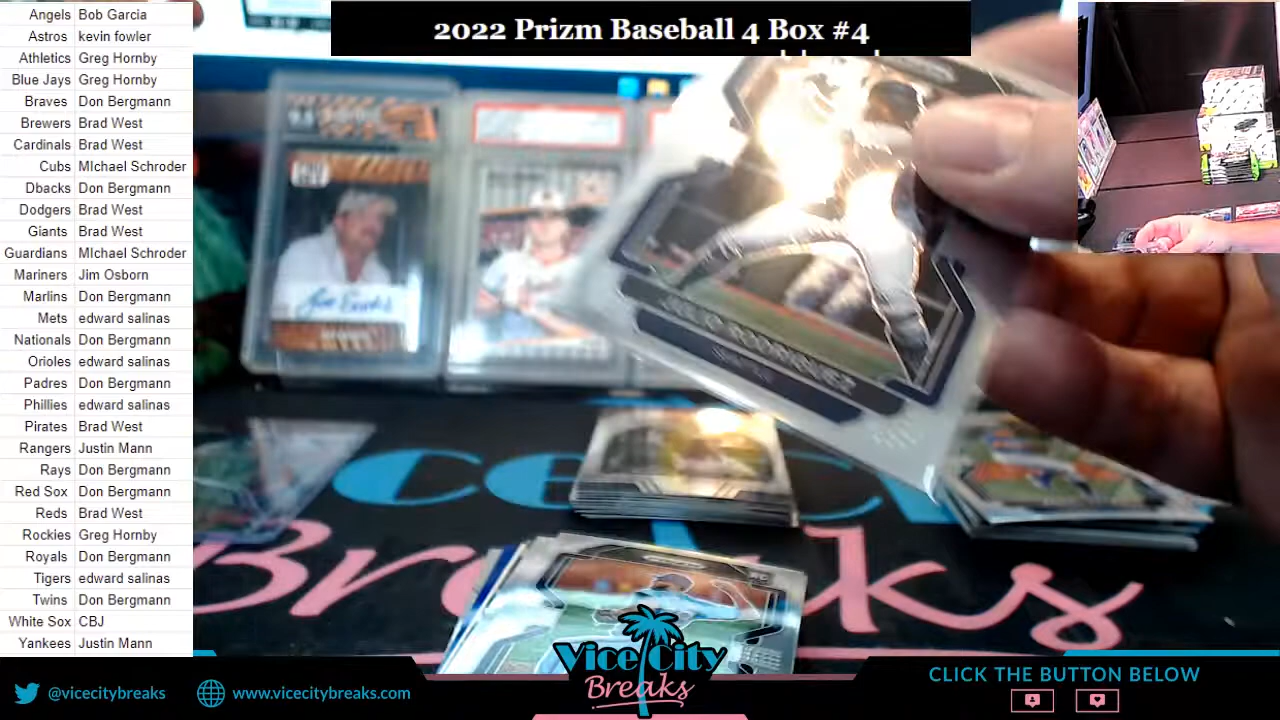 2022 Prizm Baseball 4 Box #4
Angels Bob Garcia
Astros kevin fowler
Athletics Greg Hornby
Blue Jays Greg Hornby
Braves Don Bergmann
Brewers Brad West
Cardinals Brad West
Cubs MIchael Schroder
Dbacks Don Bergmann
Dodgers Brad West
Giants Brad West
Guardians MIchael Schroder
Mariners Jim Osborn
Marlins Don Bergmann
Mets edward salinas
Nationals Don Bergmann
Orioles edward salinas
Padres Don Bergmann
Phillies edward salinas
Pirates Brad West
Rangers Justin Mann
Rays Don Bergmann
Red Sox Don Bergmann
Reds Brad West
Rockies Greg Hornby
Royals Don Bergmann
Tigers edward salinas
Twins Don Bergmann
White Sox CBJ
Yankees Justin Mann
Breaks
Vice City
Breaks
@vicecitybreaks
www.vicecitybreaks.com
CLICK THE BUTTON BELOW